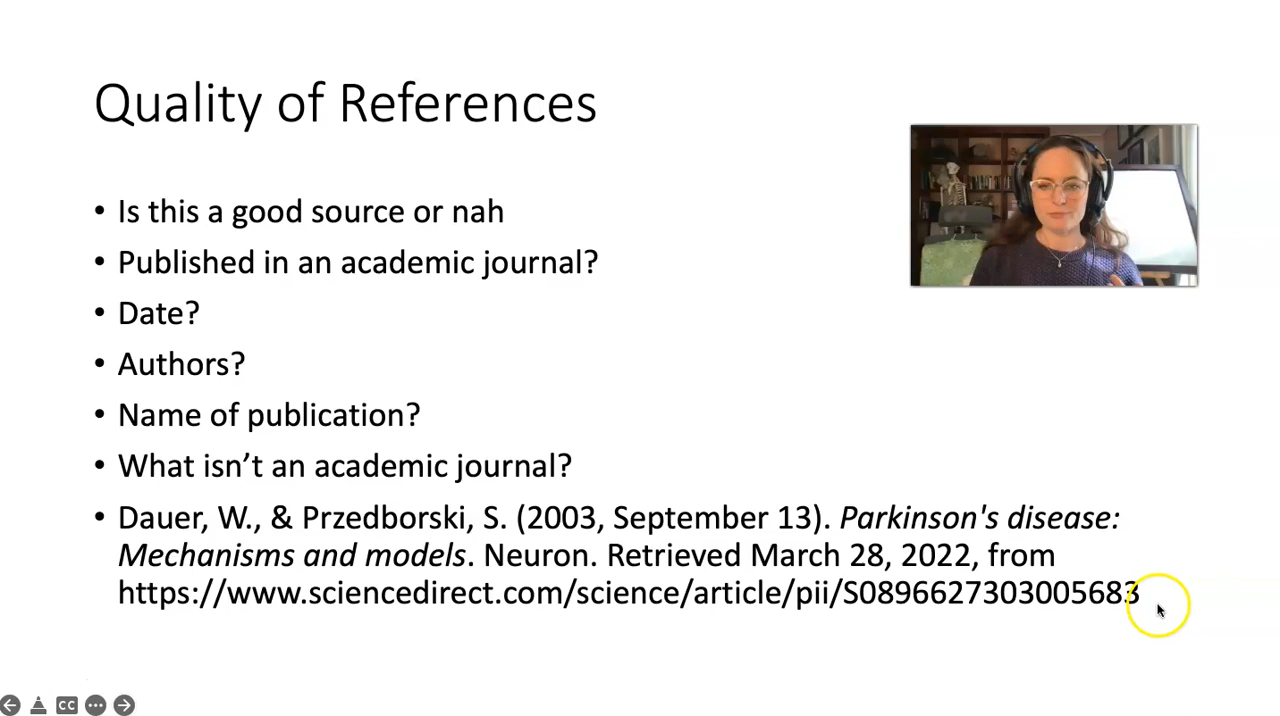 Quality of References
• Is this a good source or nah
• Published in an academic journal?
• Date?
• Authors?
• Name of publication?
• What isn’t an academic journal?
• Dauer, W., & Przedborski, S. (2003, September 13). Parkinson's disease:
Mechanisms and models. Neuron. Retrieved March 28, 2022, from
https://www.sciencedirect.com/science/article/pii/S0896627303005683
CC